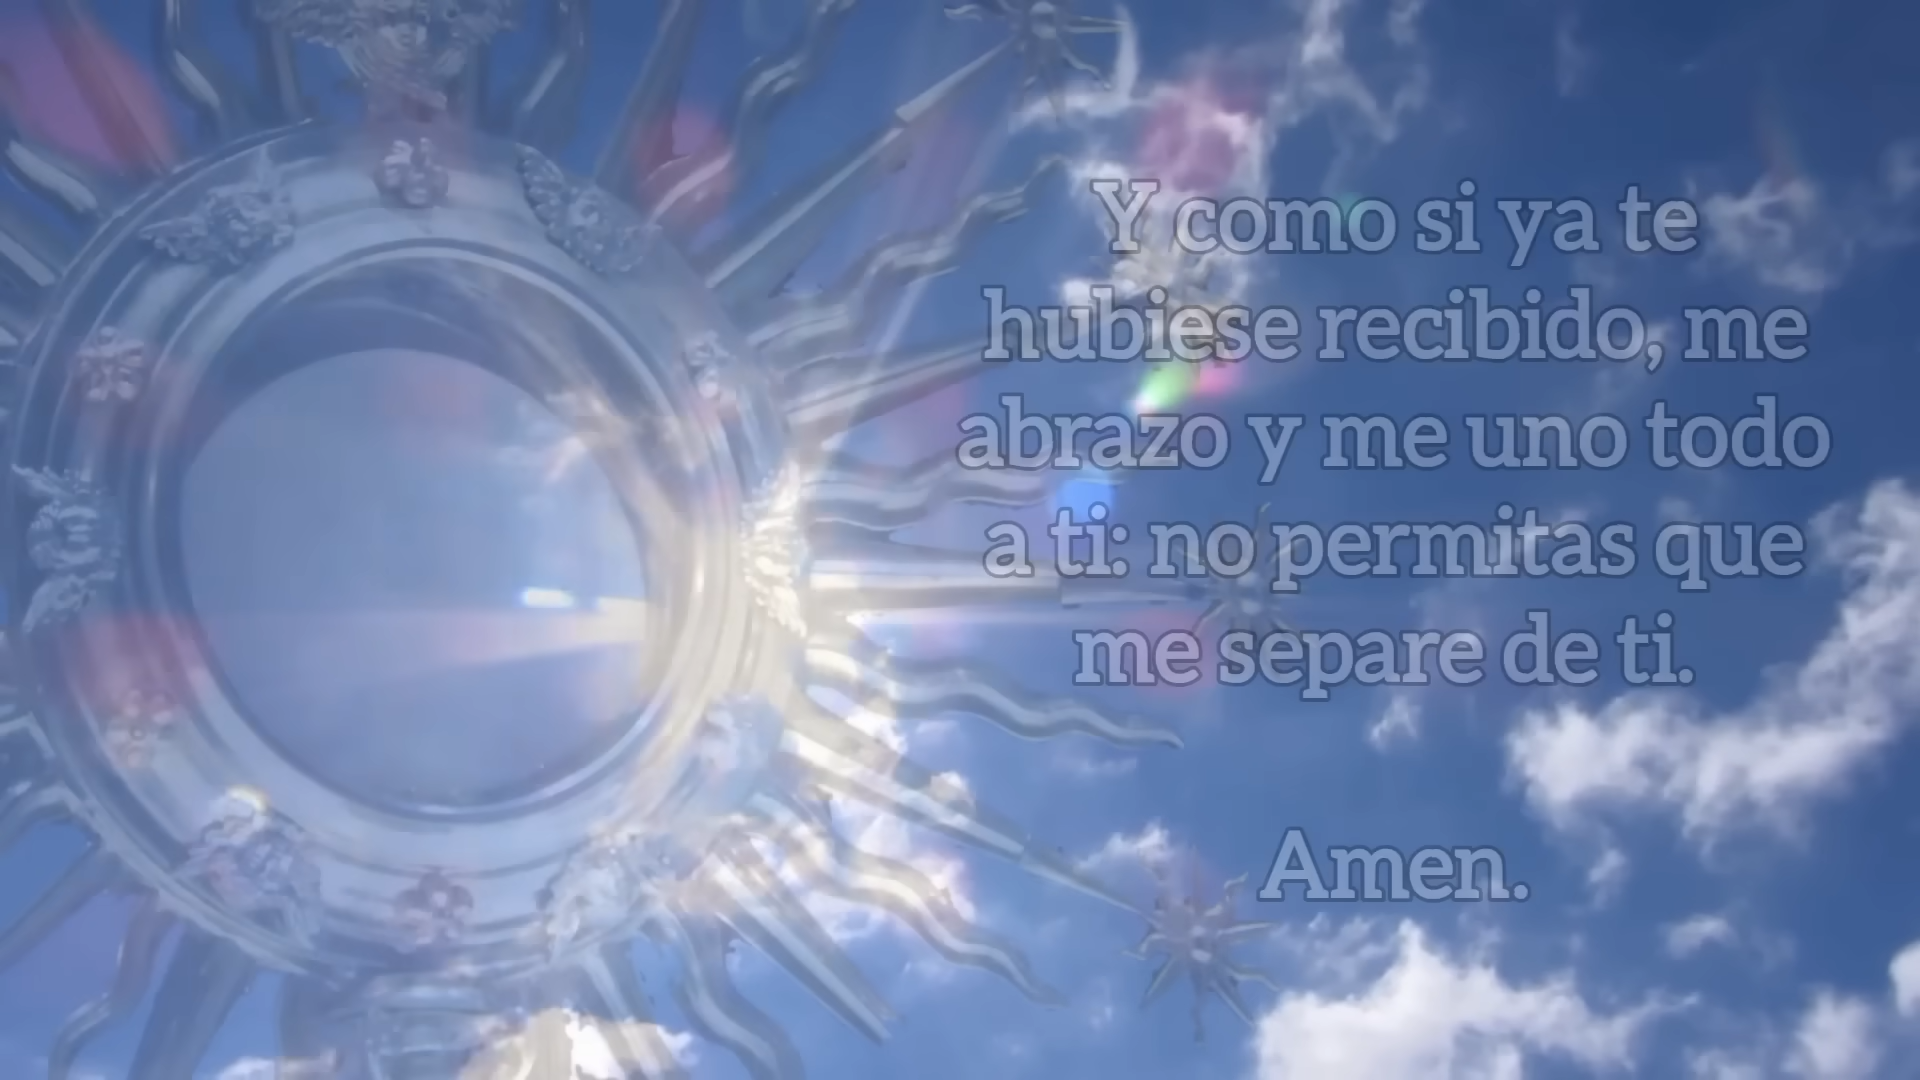 Y como si ya te
hubiese recibido, me
abrazo y me uno todo
a ti: no permitas que
me separe de ti.
Amen.